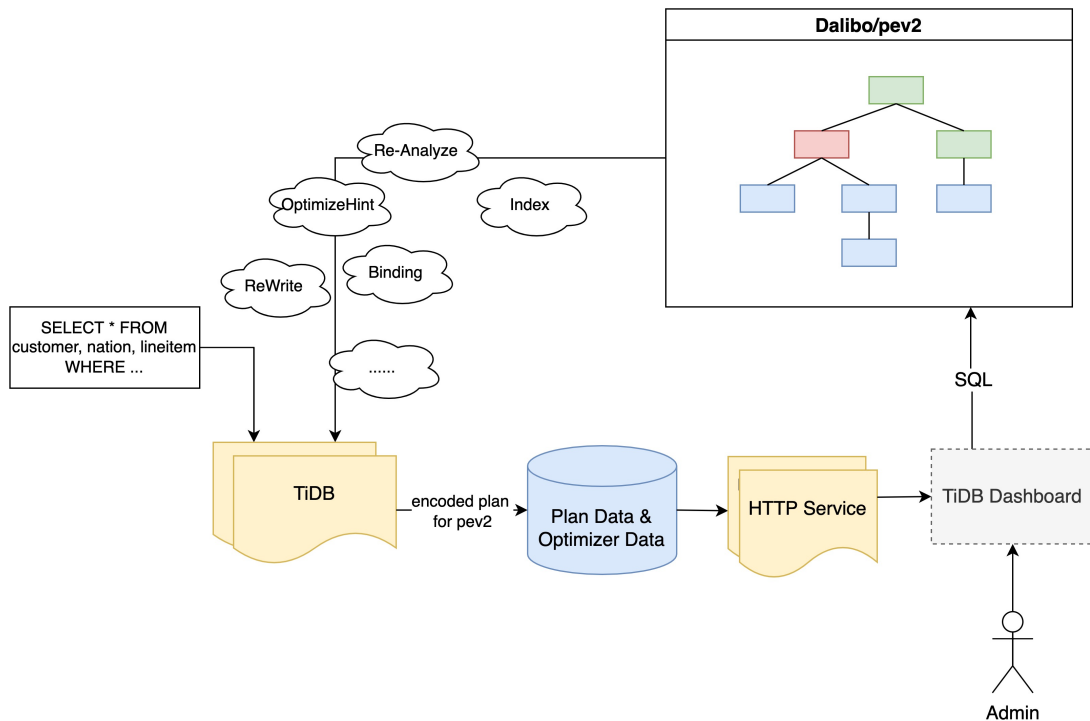 Dalibo/pev2
Re-Analyze
OptimizeHint
Index
Binding
ReWrite
SELECT * FROM
customer, nation, lineitem
WHERE ...
......
SQL
TiDB
encoded plan
for pev2
Plan Data &
Optimizer Data
HTTP Service
TiDB Dashboard
Admin